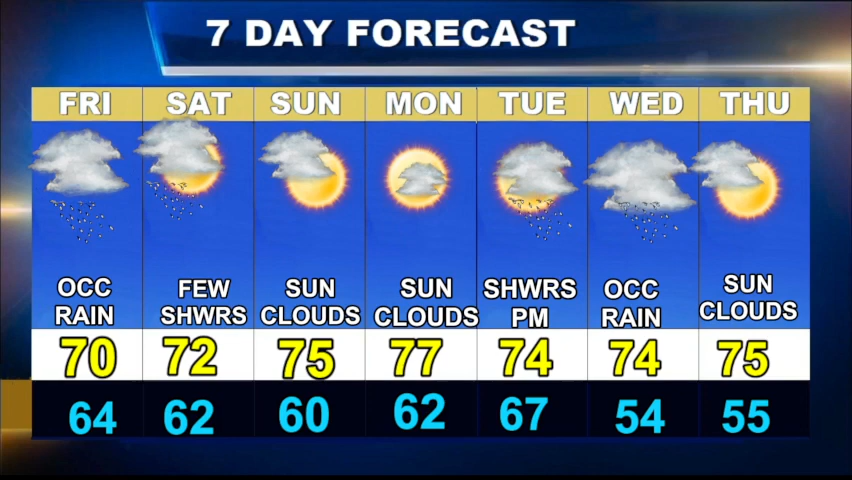 7 DAY FORECAST
FRI SAT SUN MON TUE WED THU
OCC FEW SUN SUN SHWRS OCC SUN
RAIN SHWRS CLOUDS CLOUDS PM RAIN CLOUDS
70 72 75 77 74 74 75
64 62 60 62 67 54 55